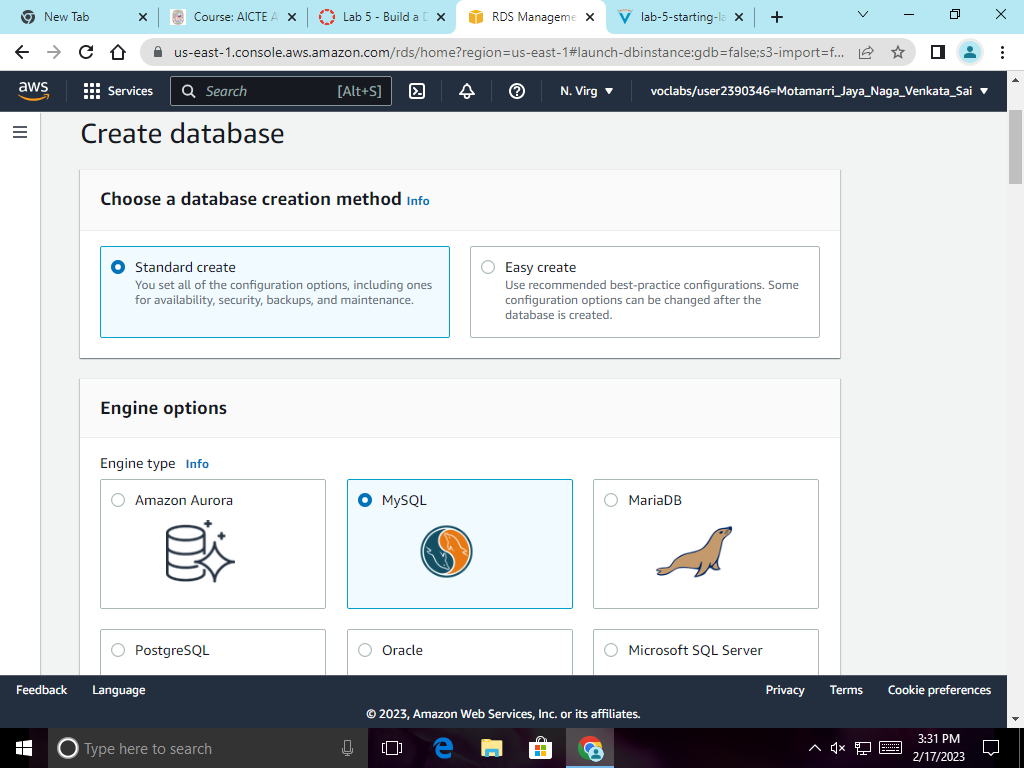 New Tab
Course: AICTE A
Lab 5 - Build a D
RDS Manageme
lab-5-starting-la
us-east-1.console.aws.amazon.com/rds/home?region=us-east-1#launch-dbinstance:gdb=false;s3-import=f...
aws
Services
Search
[Alt+S]
N. Virg
voclabs/user2390346=Motamarri_Jaya_Naga_Venkata_Sai
Create database
Choose a database creation method Info
Standard create
You set all of the configuration options, including ones
for availability, security, backups, and maintenance.
Easy create
Use recommended best-practice configurations. Some
configuration options can be changed after the
database is created.
Engine options
Engine type Info
Amazon Aurora
MySQL
MariaDB
PostgreSQL
Oracle
Microsoft SQL Server
Feedback
Language
Privacy
Terms
Cookie preferences
© 2023, Amazon Web Services, Inc. or its affiliates.
Type here to search
3:31 PM
2/17/2023